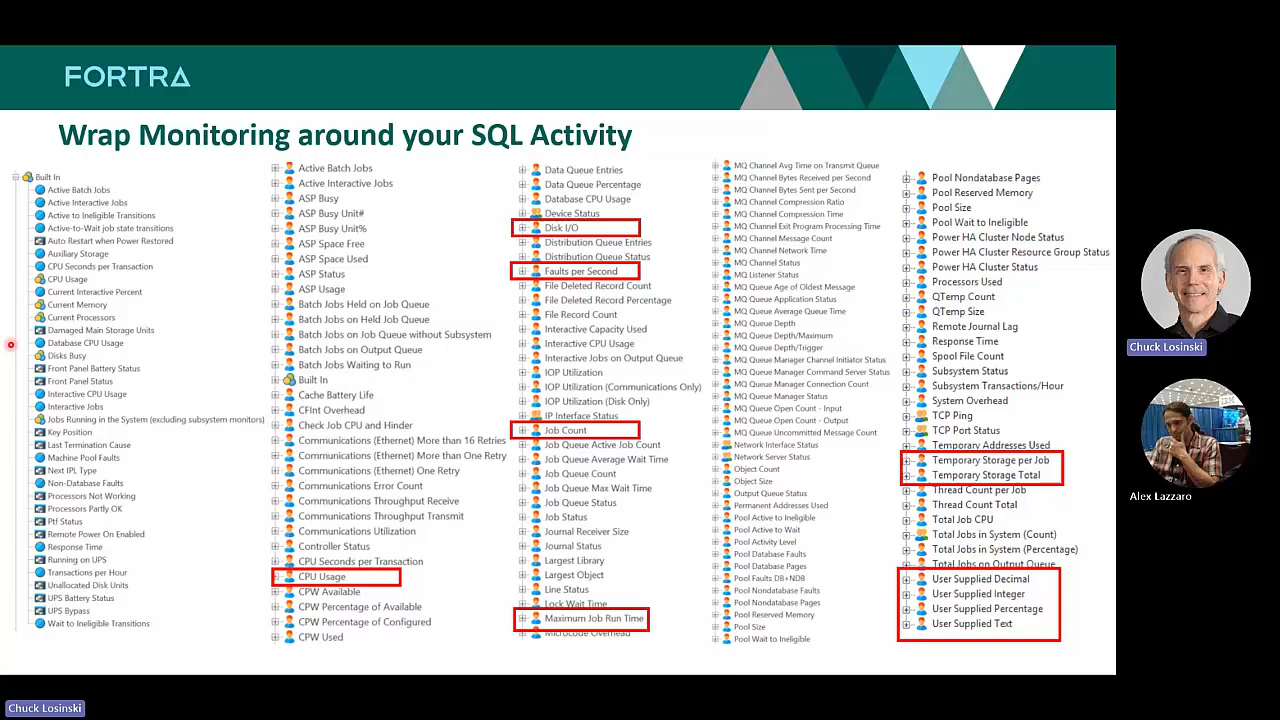 FORTRA
Wrap Monitoring around your SQL Activity
Built In
Active Batch Jobs
Active Interactive Jobs
Active to Ineligible Transitions
Active-to-Wait job state transitions
Auto Restart when Power Restored
Auxiliary Storage
CPU Seconds per Transaction
CPU Usage
Current Interactive Percent
Current Memory
Current Processors
Damaged Main Storage Units
Database CPU Usage
Disks Busy
Front Panel Battery Status
Front Panel Status
Interactive CPU Usage
Interactive Jobs
Jobs Running in the System (excluding subsystem monitors)
Key Position
Last Termination Cause
Machine Pool Faults
Next IPL Type
Non-Database Faults
Processors Not Working
Processors Partly OK
Ptf Status
Remote Power On Enabled
Response Time
Running on UPS
Transactions per Hour
Unallocated Disk Units
UPS Battery Status
UPS Bypass
Wait to Ineligible Transitions
Active Batch Jobs
Active Interactive Jobs
ASP Busy
ASP Busy Unit#
ASP Busy Unit%
ASP Space Free
ASP Space Used
ASP Status
ASP Usage
Batch Jobs Held on Job Queue
Batch Jobs on Held Job Queue
Batch Jobs on Job Queue without Subsystem
Batch Jobs on Output Queue
Batch Jobs Waiting to Run
Built In
Cache Battery Life
CFInt Overhead
Check Job CPU and Hinder
Communications (Ethernet) More than 16 Retries
Communications (Ethernet) More than One Retry
Communications (Ethernet) One Retry
Communications Error Count
Communications Throughput Receive
Communications Throughput Transmit
Communications Utilization
Controller Status
CPU Seconds per Transaction
CPU Usage
CPW Available
CPW Percentage of Available
CPW Percentage of Configured
CPW Used
Data Queue Entries
Data Queue Percentage
Database CPU Usage
Device Status
Disk I/O
Distribution Queue Entries
Distribution Queue Status
Faults per Second
File Deleted Record Count
File Deleted Record Percentage
File Record Count
Interactive Capacity Used
Interactive CPU Usage
Interactive Jobs on Output Queue
IOP Utilization
IOP Utilization (Communications Only)
IOP Utilization (Disk Only)
IP Interface Status
Job Count
Job Queue Active Job Count
Job Queue Average Wait Time
Job Queue Count
Job Queue Max Wait Time
Job Queue Status
Job Status
Journal Receiver Size
Journal Status
Largest Library
Largest Object
Line Status
Lock Wait Time
Maximum Job Run Time
Microcode Overhead
MQ Channel Avg Time on Transmit Queue
MQ Channel Bytes Received per Second
MQ Channel Bytes Sent per Second
MQ Channel Compression Ratio
MQ Channel Compression Time
MQ Channel Exit Program Processing Time
MQ Channel Message Count
MQ Channel Network Time
MQ Channel Status
MQ Listener Status
MQ Queue Age of Oldest Message
MQ Queue Application Status
MQ Queue Average Queue Time
MQ Queue Depth
MQ Queue Depth/Maximum
MQ Queue Depth/Trigger
MQ Queue Manager Channel Initiator Status
MQ Queue Manager Command Server Status
MQ Queue Manager Connection Count
MQ Queue Manager Status
MQ Queue Open Count - Input
MQ Queue Open Count - Output
MQ Queue Uncommitted Message Count
Network Interface Status
Network Server Status
Object Count
Object Size
Output Queue Status
Permanent Addresses Used
Pool Active to Ineligible
Pool Active to Wait
Pool Activity Level
Pool Database Faults
Pool Database Pages
Pool Faults DB+NDB
Pool Nondatabase Faults
Pool Nondatabase Pages
Pool Reserved Memory
Pool Size
Pool Wait to Ineligible
Pool Nondatabase Pages
Pool Reserved Memory
Pool Size
Pool Wait to Ineligible
Power HA Cluster Node Status
Power HA Cluster Resource Group Status
Power HA Cluster Status
Processors Used
QTemp Count
QTemp Size
Remote Journal Lag
Response Time
Spool File Count
Subsystem Status
Subsystem Transactions/Hour
System Overhead
TCP Ping
TCP Port Status
Temporary Addresses Used
Temporary Storage per Job
Temporary Storage Total
Thread Count per Job
Thread Count Total
Total Job CPU
Total Jobs in System (Count)
Total Jobs in System (Percentage)
Total Jobs on Output Queue
User Supplied Decimal
User Supplied Integer
User Supplied Percentage
User Supplied Text
Chuck Losinski
Alex Lazzaro
Chuck Losinski